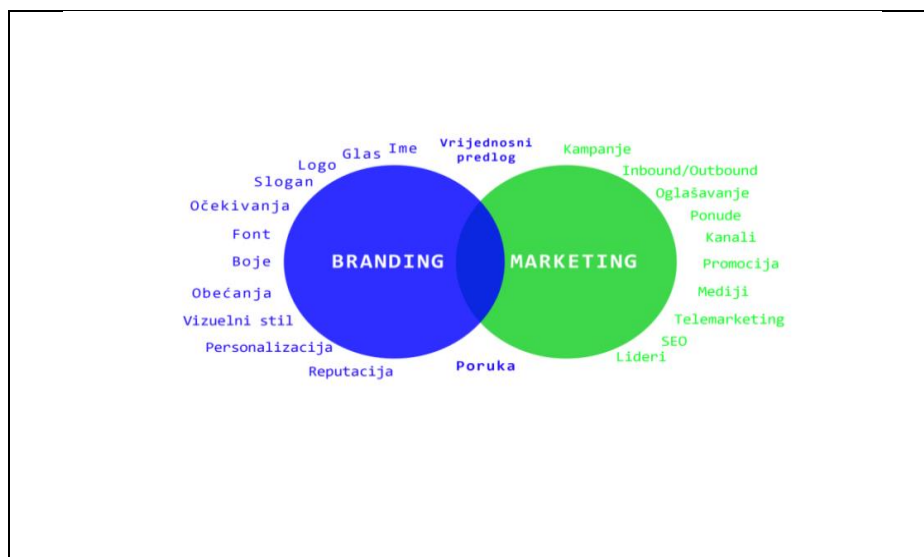 Vrijednosni
predlog
Ime
Glas
Logo
Slogan
Očekivanja
Font
Boje
Obećanja
Vizuelni stil
Personalizacija
Reputacija
BRANDING
MARKETING
Poruka
Kampanje
Inbound/Outbound
Oglašavanje
Ponude
Kanali
Promocija
Mediji
Telemarketing
SEO
Lideri